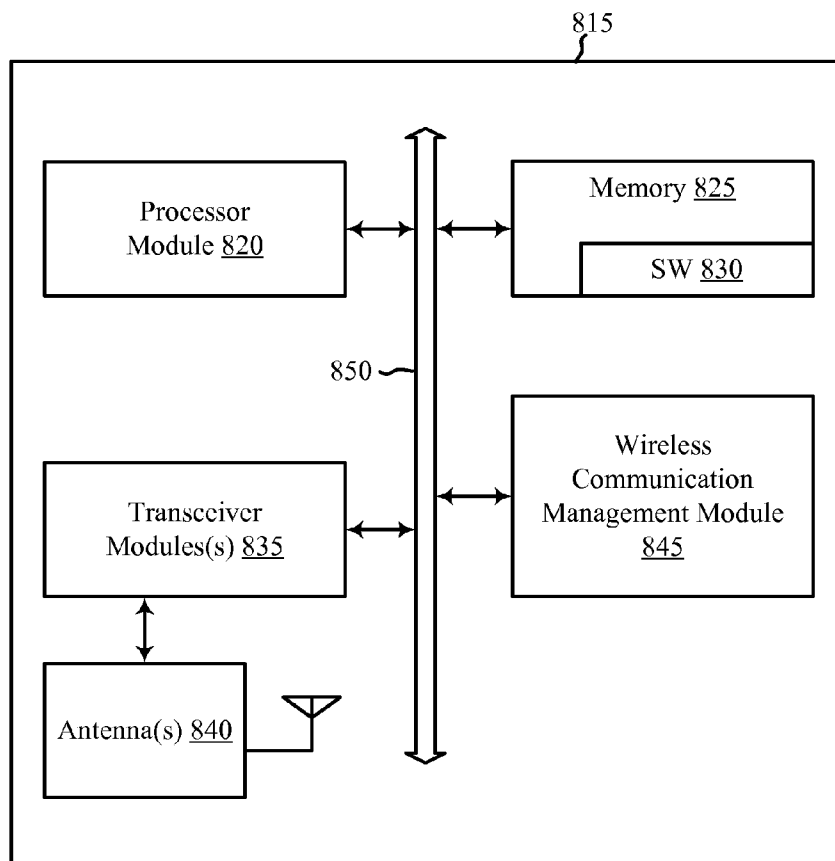 815
Processor
Module 820
Memory 825
SW 830
850
Transceiver
Modules(s) 835
Wireless
Communication
Management Module
845
Antenna(s) 840